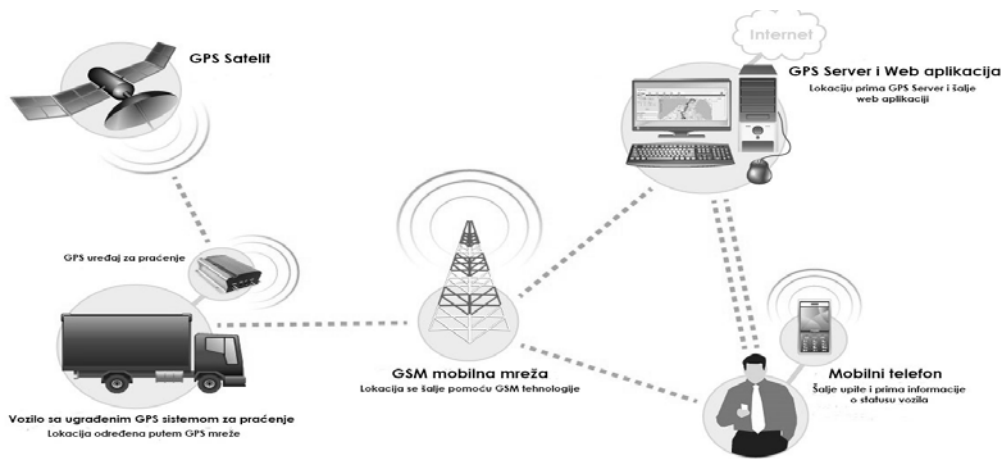 GPS Satelit
Internet
GPS Server i Web aplikacija
Lokaciju prima GPS Server i šalje
web aplikaciji
GPS uređaj za praćenje
GSM mobilna mreža
Lokacija se šalje pomoću GSM tehnologije
Mobilni telefon
Šalje upite i prima informacije
o statusu vozila
Vozilo sa ugrađenim GPS sistemom za praćenje
Lokacija određena putem GPS mreže